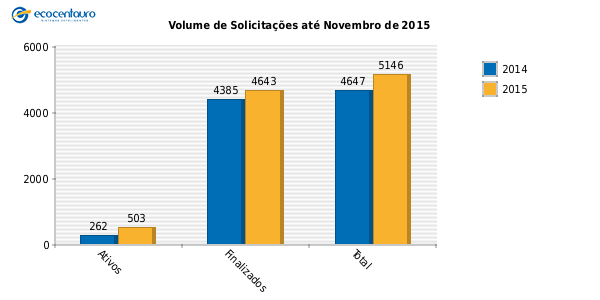 ecocentauro
Volume de Solicitações até Novembro de 2015
6000
4000
2000
0
262
503
4385
4643
4647
5146
Ativos
Finalizados
Total
2014
2015